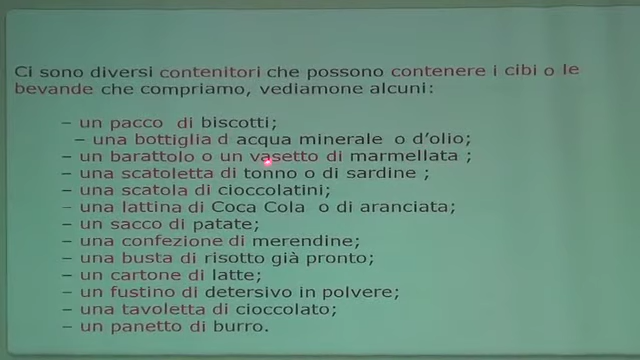 Ci sono diversi contenitori che possono contenere i cibi o le
bevande che compriamo, vediamone alcuni:
– un pacco di biscotti;
– una bottiglia d acqua minerale o d’olio;
– un barattolo o un vasetto di marmellata ;
– una scatoletta di tonno o di sardine ;
– una scatola di cioccolatini;
– una lattina di Coca Cola o di aranciata;
– un sacco di patate;
– una confezione di merendine;
– una busta di risotto già pronto;
– un cartone di latte;
– un fustino di detersivo in polvere;
– una tavoletta di cioccolato;
– un panetto di burro.